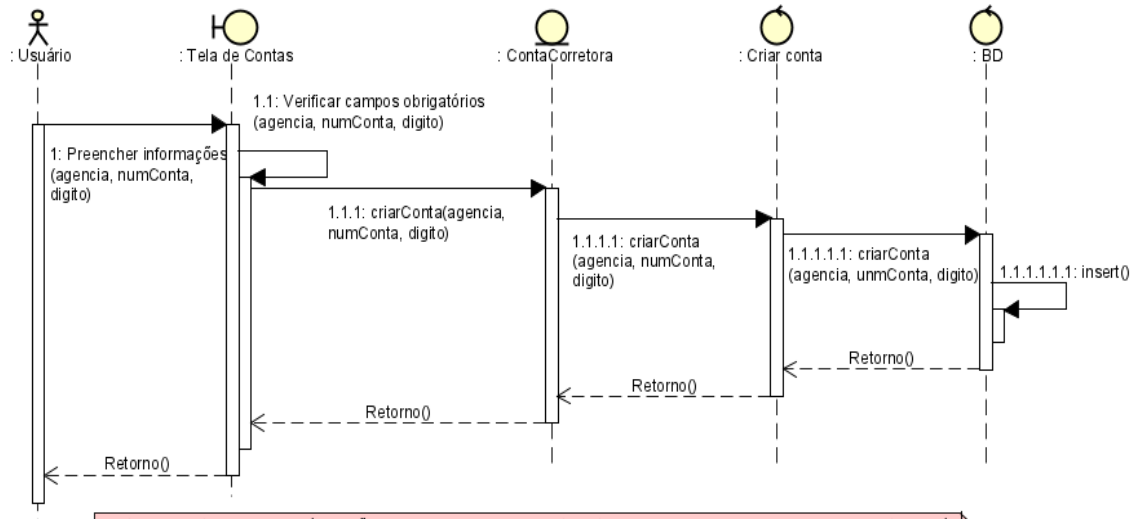 : Usuário
: Tela de Contas
: ContaCorretora
: Criar conta
: BD
1.1: Verificar campos obrigatórios
(agencia, numConta, digito)
1: Preencher informações
(agencia, numConta,
digito)
1.1.1: criarConta(agencia,
numConta, digito)
1.1.1.1: criarConta
(agencia, numConta,
digito)
1.1.1.1.1: criarConta
(agencia, unmConta, digito)
1.1.1.1.1.1: insert()
Retorno()
Retorno()
Retorno()
Retorno()